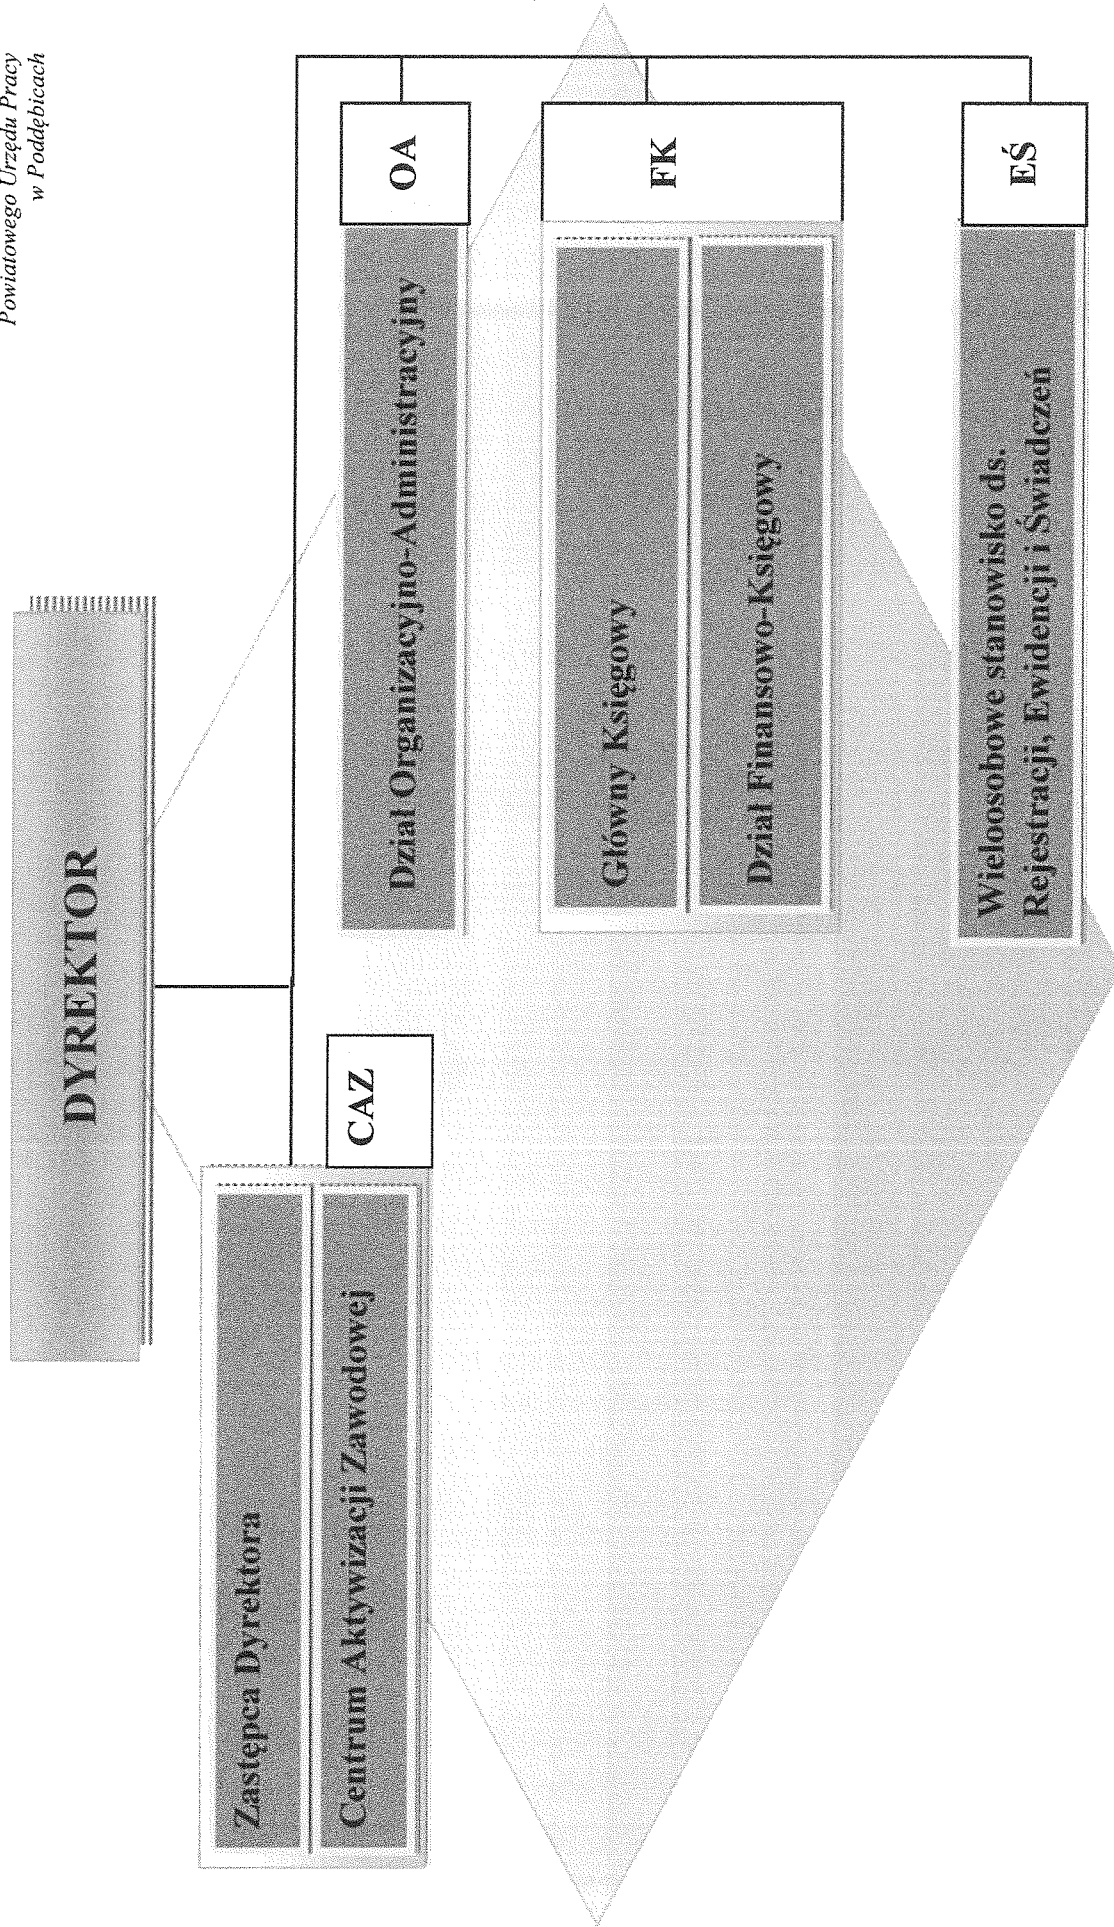 Powiatowego Urzędu Pracy
w Poddębicach
DYREKTOR
Zastępca Dyrektora
Centrum Aktywizacji Zawodowej
CAZ
Dział Organizacyjno-Administracyjny
OA
Główny Księgowy
Dział Finansowo-Księgowy
FK
Wieloosobowe stanowisko ds.
Rejestracji, Ewidencji i Świadczeń
EŚ